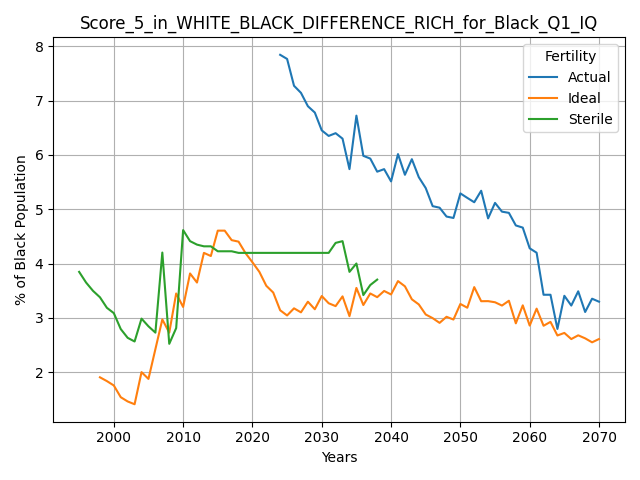 Score_5_in_WHITE_BLACK_DIFFERENCE_RICH_for_Black_Q1_IQ
% of Black Population
8
7
6
5
4
3
2
Fertility
Actual
Ideal
Sterile
2000 2010 2020 2030 2040 2050 2060 2070
Years